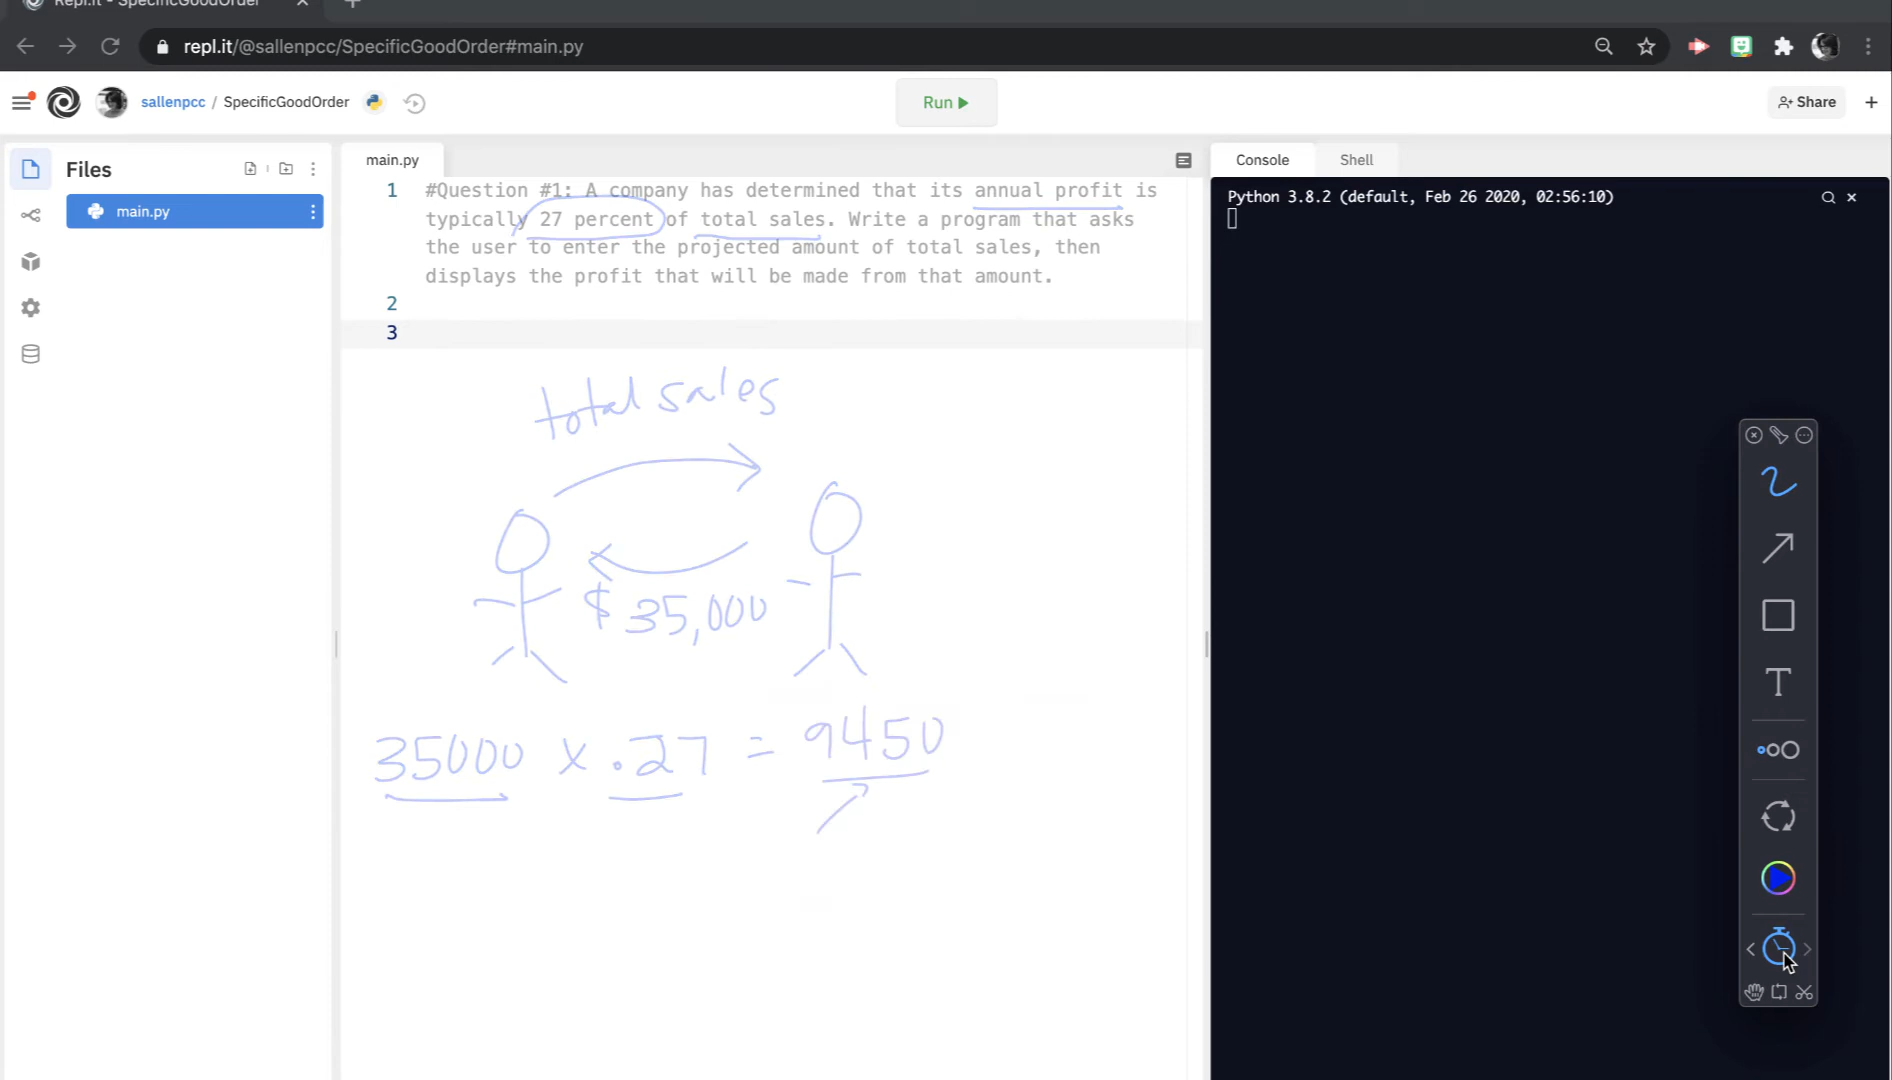 Repl.it - SpecificGoodOrder
repl.it/@sallenpcc/SpecificGoodOrder#main.py
sallenpcc / SpecificGoodOrder
Run
Share
Files
main.py
main.py
1 #Question #1: A company has determined that its annual profit is
typically 27 percent of total sales. Write a program that asks
the user to enter the projected amount of total sales, then
displays the profit that will be made from that amount.
2
3
total sales
$ 35,000
35000 x .27 = 9450
Console
Shell
Python 3.8.2 (default, Feb 26 2020, 02:56:10)
T